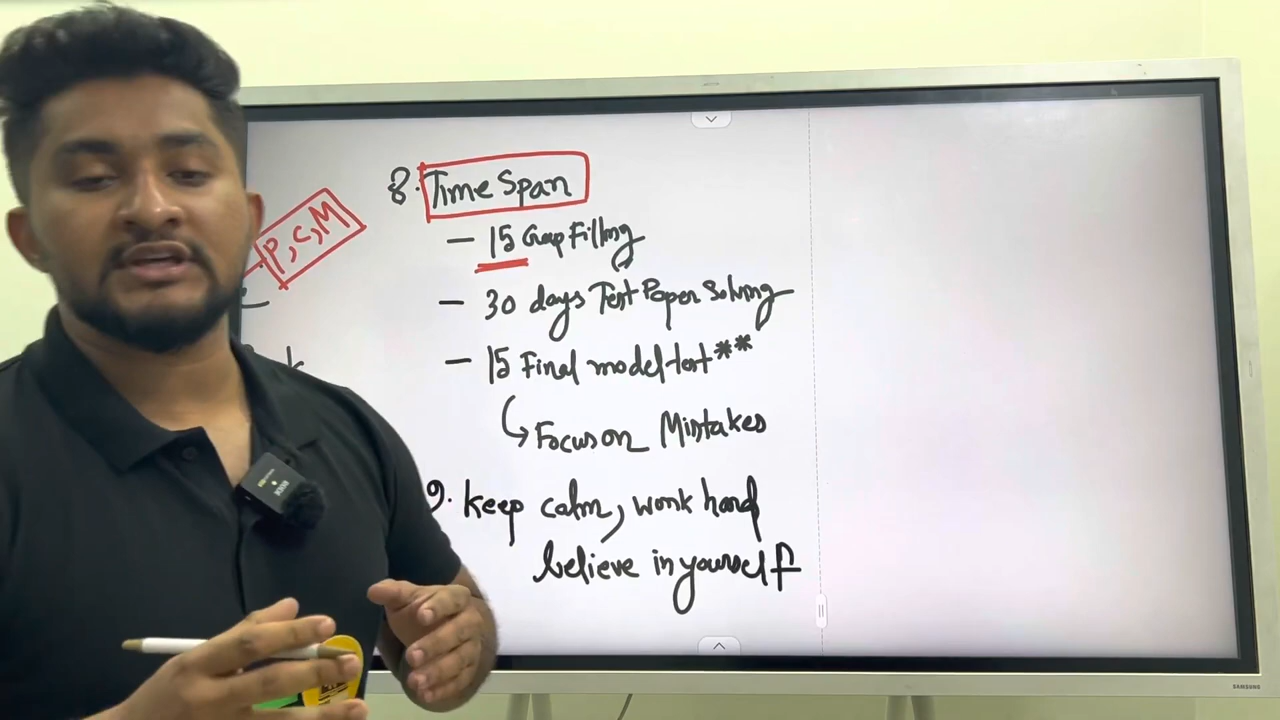 8. Time Span
P, C, M
— 15 Gap Filling
— 30 days Test Paper Solving
— 15 Final model test**
Focus on Mistakes
9. Keep calm, work hard
believe in yourself
SAMSUNG